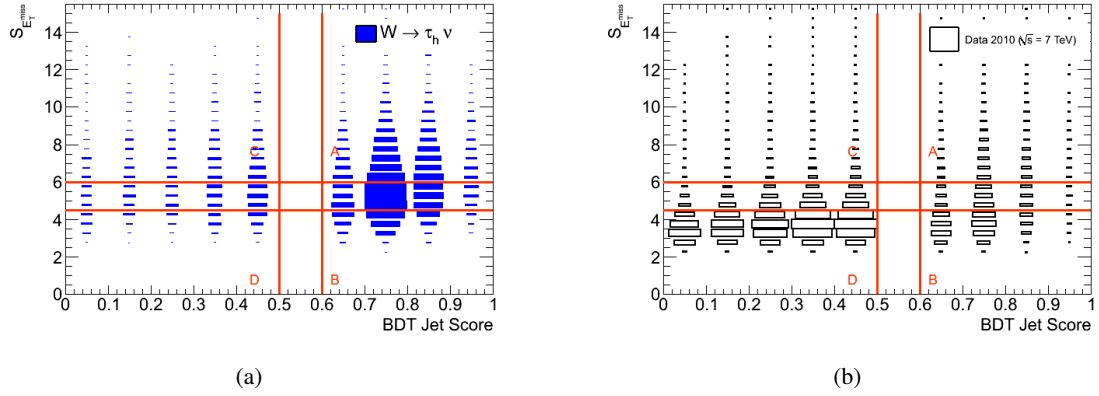 S_{E_T^{miss}}
14
12
10
8
6
4
2
0
W → τ_h ν
C
A
D
B
0 0.1 0.2 0.3 0.4 0.5 0.6 0.7 0.8 0.9 1
BDT Jet Score
(a)
S_{E_T^{miss}}
14
12
10
8
6
4
2
0
Data 2010 (√s = 7 TeV)
C
A
D
B
0 0.1 0.2 0.3 0.4 0.5 0.6 0.7 0.8 0.9 1
BDT Jet Score
(b)